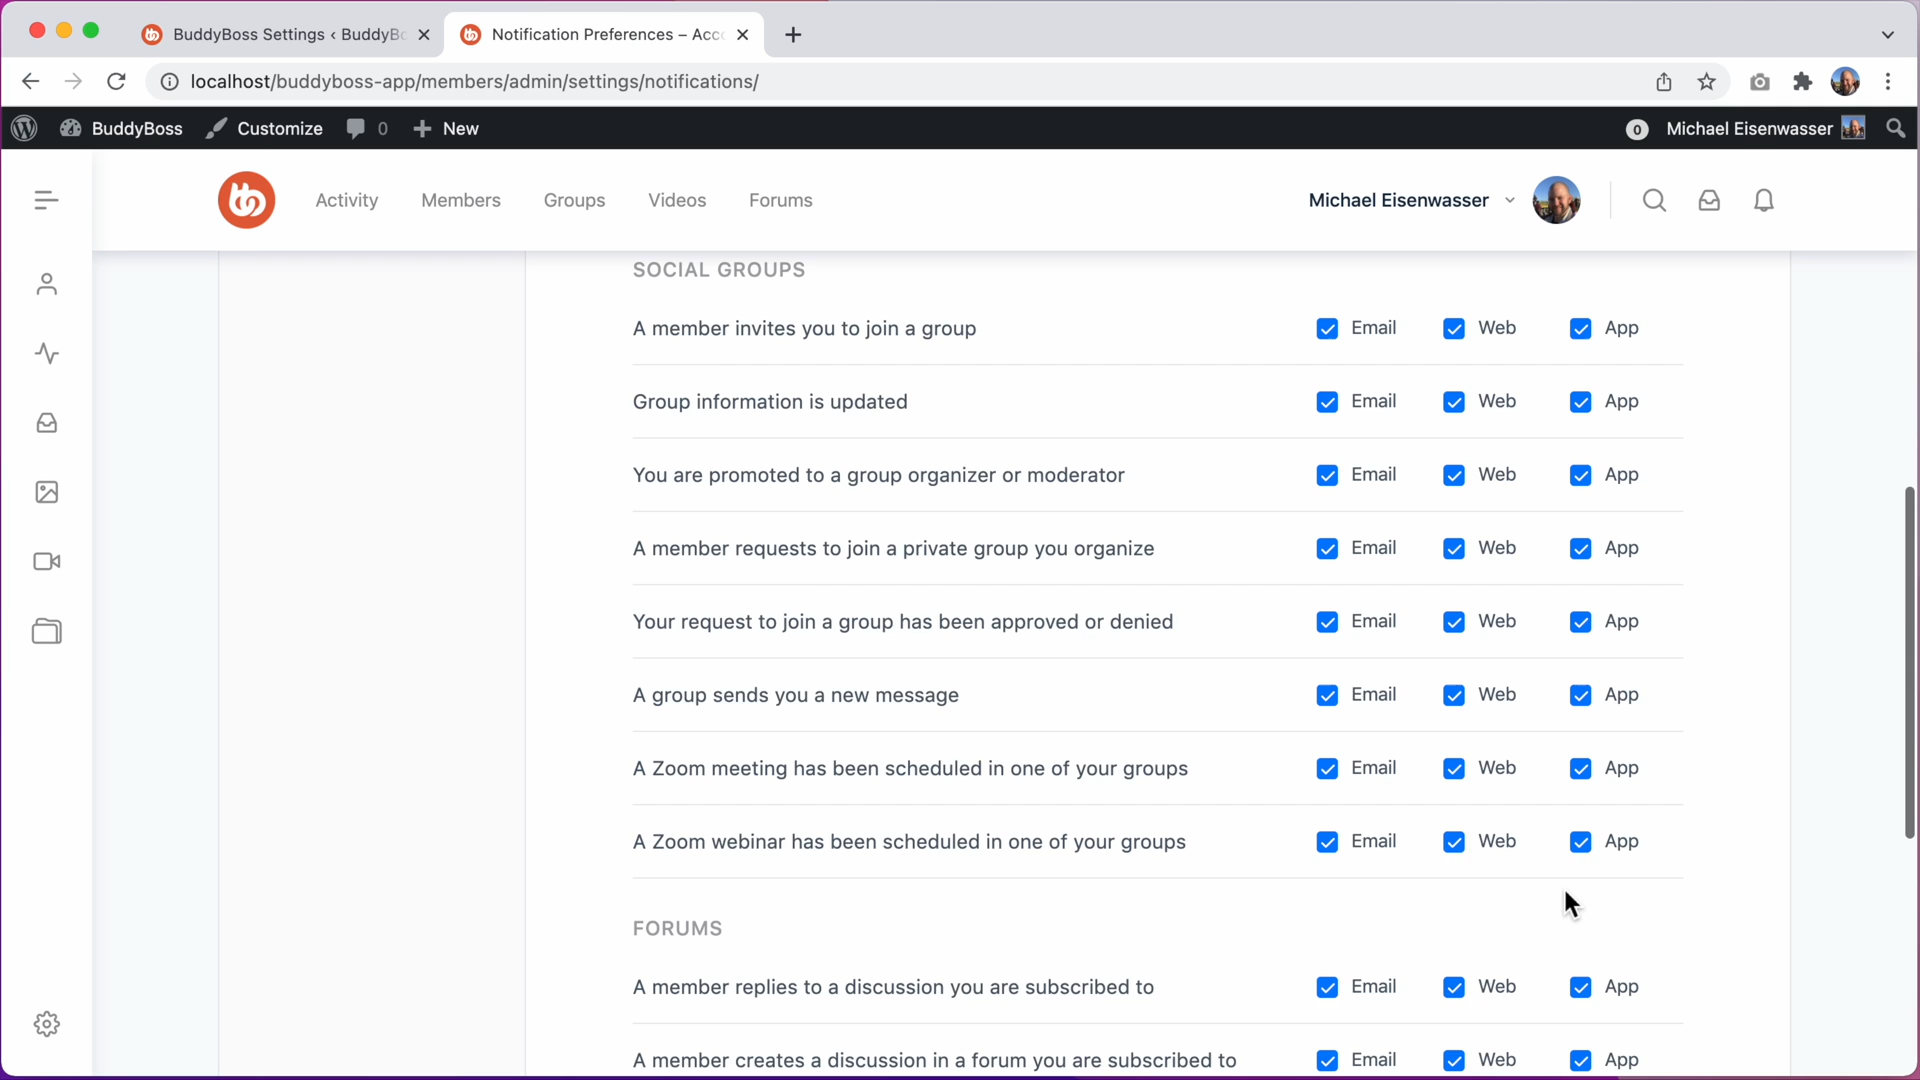 BuddyBoss Settings ‹ BuddyBo
Notification Preferences – Acco
localhost/buddyboss-app/members/admin/settings/notifications/
BuddyBoss
Customize
0
New
0
Michael Eisenwasser
Activity
Members
Groups
Videos
Forums
Michael Eisenwasser
SOCIAL GROUPS
A member invites you to join a group Email Web App
Group information is updated Email Web App
You are promoted to a group organizer or moderator Email Web App
A member requests to join a private group you organize Email Web App
Your request to join a group has been approved or denied Email Web App
A group sends you a new message Email Web App
A Zoom meeting has been scheduled in one of your groups Email Web App
A Zoom webinar has been scheduled in one of your groups Email Web App
FORUMS
A member replies to a discussion you are subscribed to Email Web App
A member creates a discussion in a forum you are subscribed to Email Web App